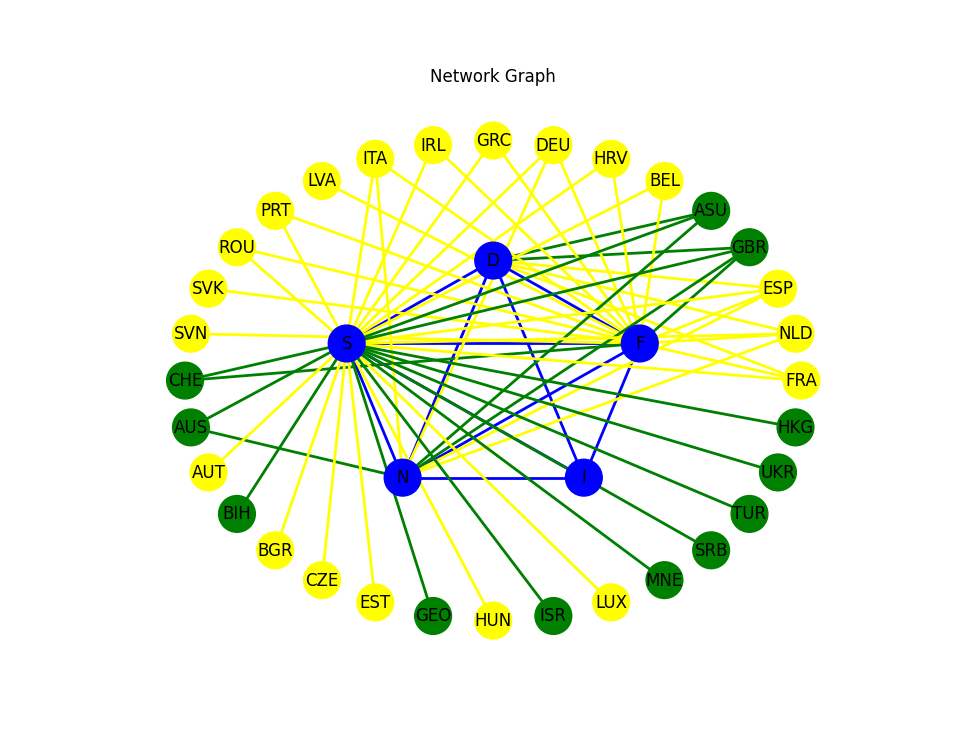 Network Graph
GRC
IRL
DEU
ITA
HRV
LVA
BEL
PRT
ASU
ROU
GBR
D
SVK
ESP
SVN
NLD
S
F
CHE
FRA
AUS
HKG
AUT
UKR
N
I
BIH
TUR
BGR
SRB
CZE
MNE
EST
LUX
GEO
ISR
HUN